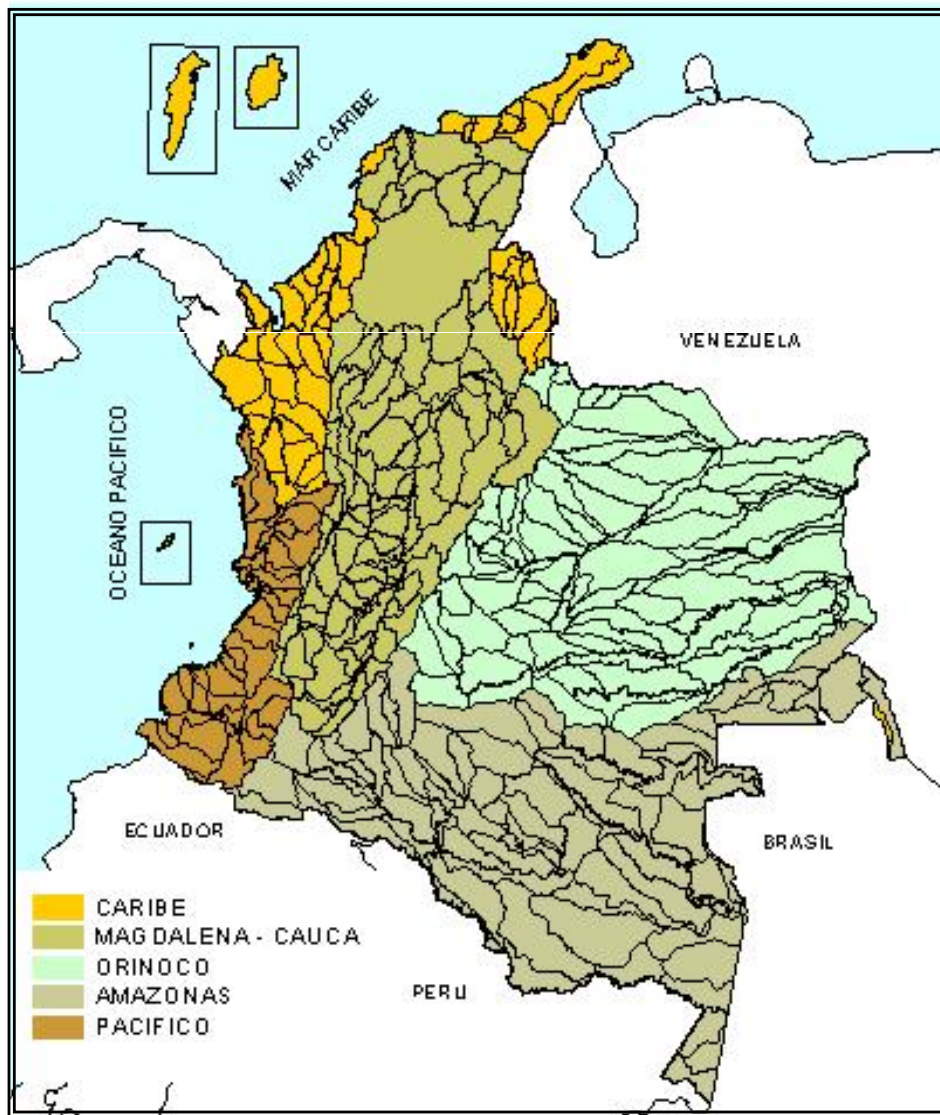 MAR CARIBE
VENEZUELA
OCEANO PACIFICO
ECUADOR
BRASIL
PERU
CARIBE
MAGDALENA - CAUCA
ORINOCO
AMAZONAS
PACIFICO